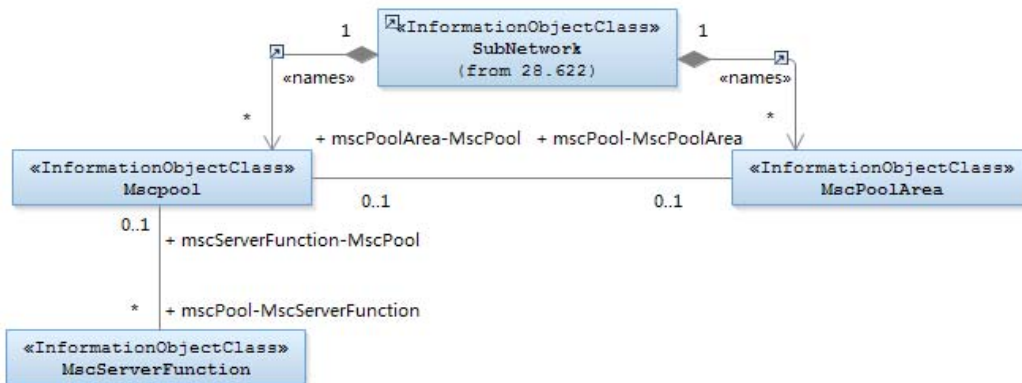 1
«InformationObjectClass»
SubNetwork
(from 28.622)
1
«names»
«names»
*
*
+ mscPoolArea-MscPool
+ mscPool-MscPoolArea
«InformationObjectClass»
Mscpool
«InformationObjectClass»
MscPoolArea
0..1
0..1
0..1
+ mscServerFunction-MscPool
*
+ mscPool-MscServerFunction
«InformationObjectClass»
MscServerFunction